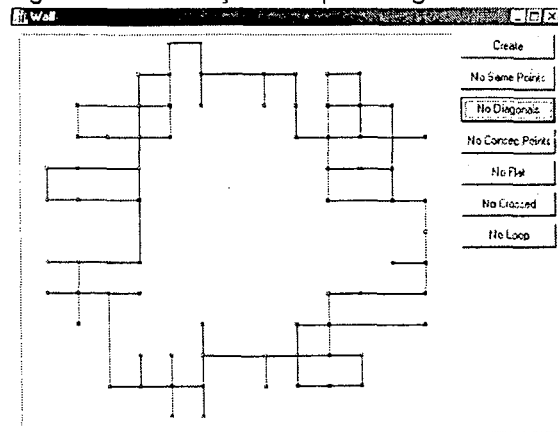 Wall
Create
No Same Points
No Diagonals
No Consec Points
No Flat
No Crossed
No Loop